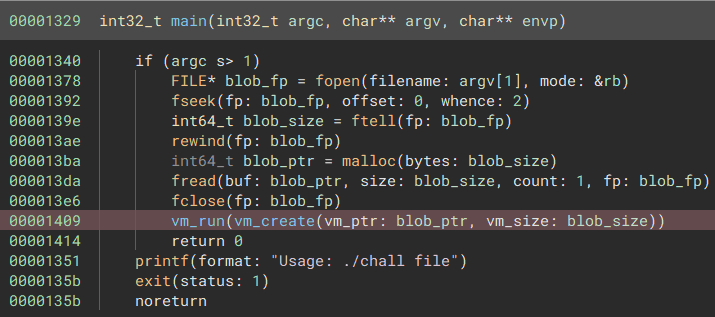 00001329 int32_t main(int32_t argc, char** argv, char** envp)
00001340 if (argc s> 1)
00001378 FILE* blob_fp = fopen(filename: argv[1], mode: &rb)
00001392 fseek(fp: blob_fp, offset: 0, whence: 2)
0000139e int64_t blob_size = ftell(fp: blob_fp)
000013ae rewind(fp: blob_fp)
000013ba int64_t blob_ptr = malloc(bytes: blob_size)
000013da fread(buf: blob_ptr, size: blob_size, count: 1, fp: blob_fp)
000013e6 fclose(fp: blob_fp)
00001409 vm_run(vm_create(vm_ptr: blob_ptr, vm_size: blob_size))
00001414 return 0
00001351 printf(format: "Usage: ./chall file")
0000135b exit(status: 1)
0000135b noreturn